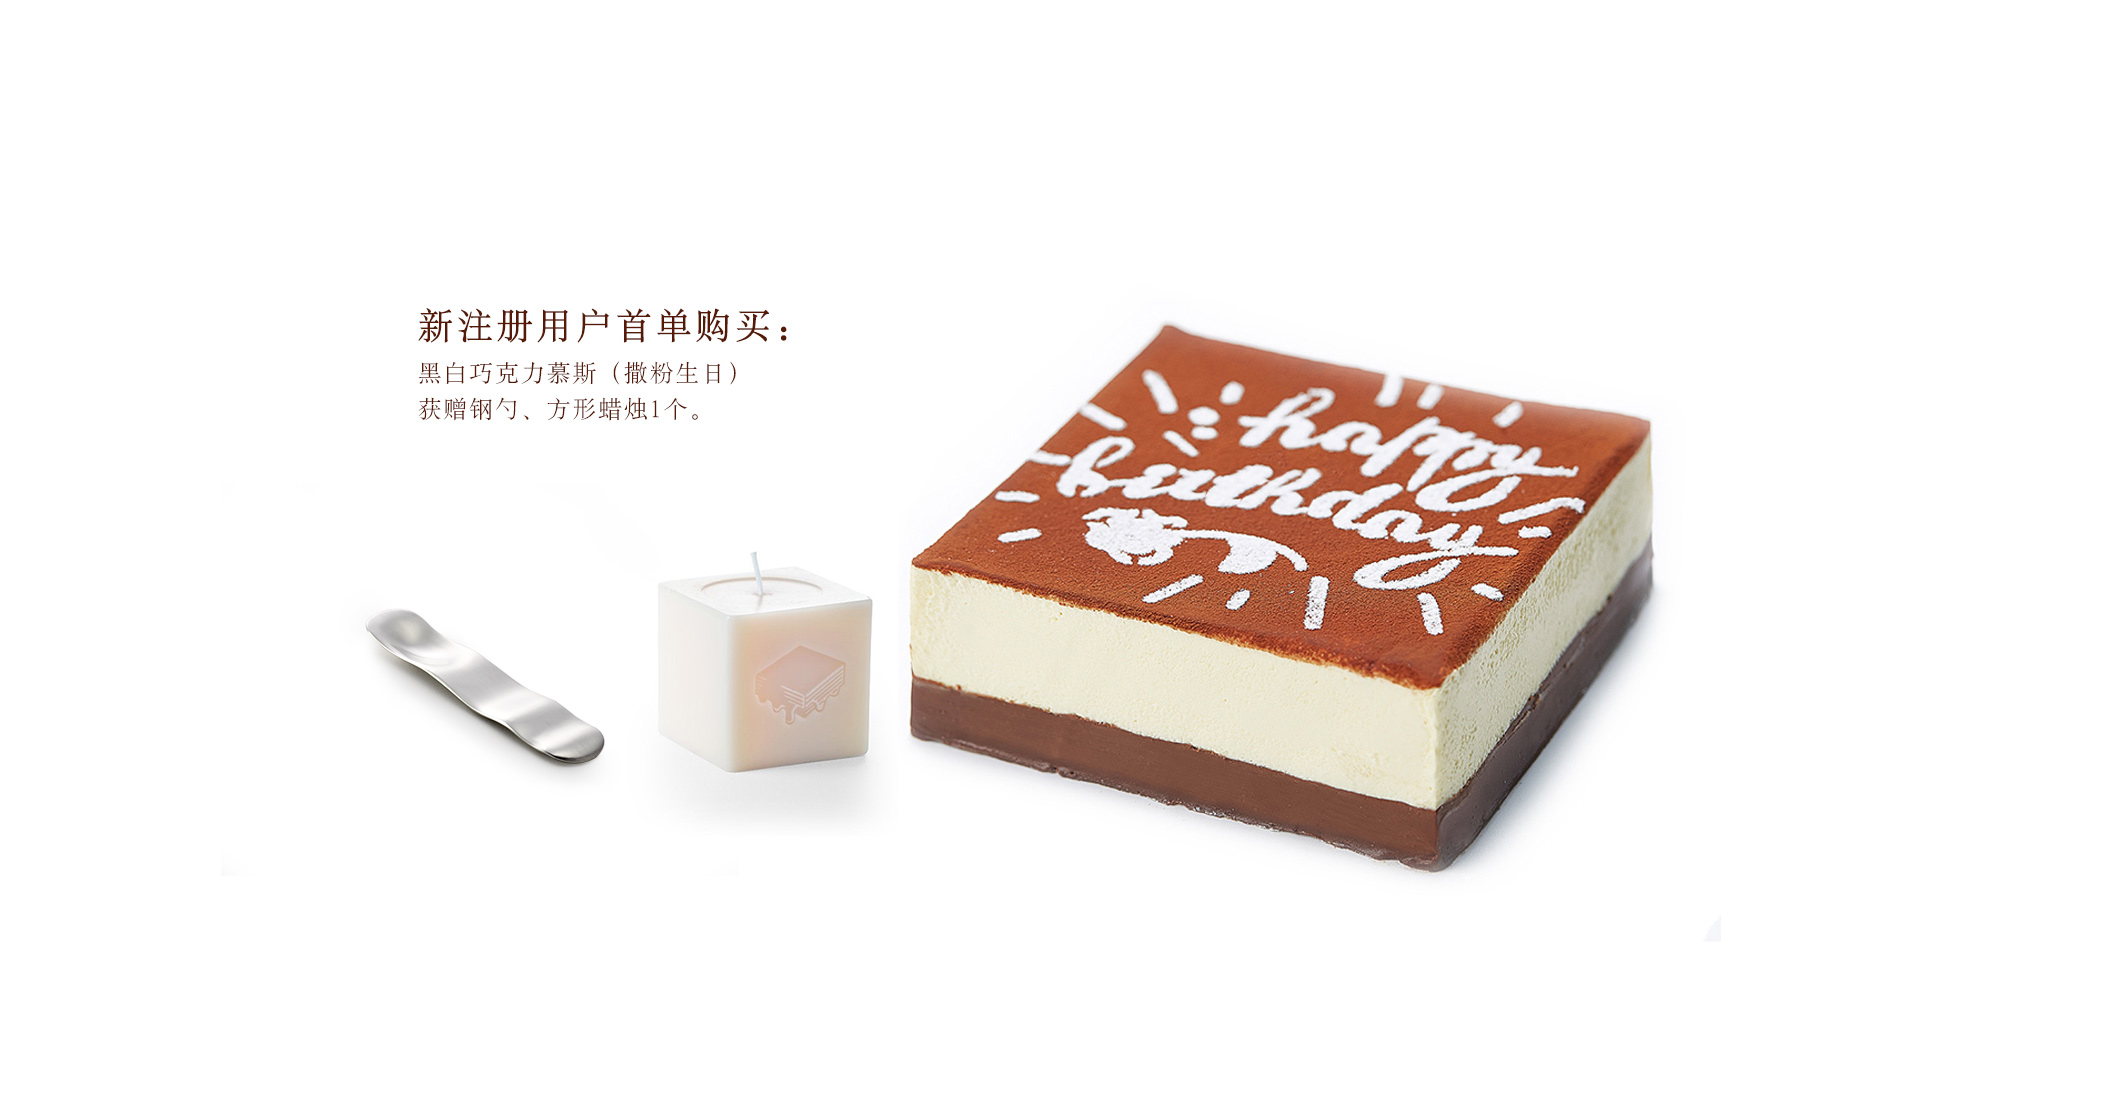 新注册用户首单购买：
黑白巧克力慕斯（撒粉生日）
获赠钢勺、方形蜡烛1个。
happy
birthday